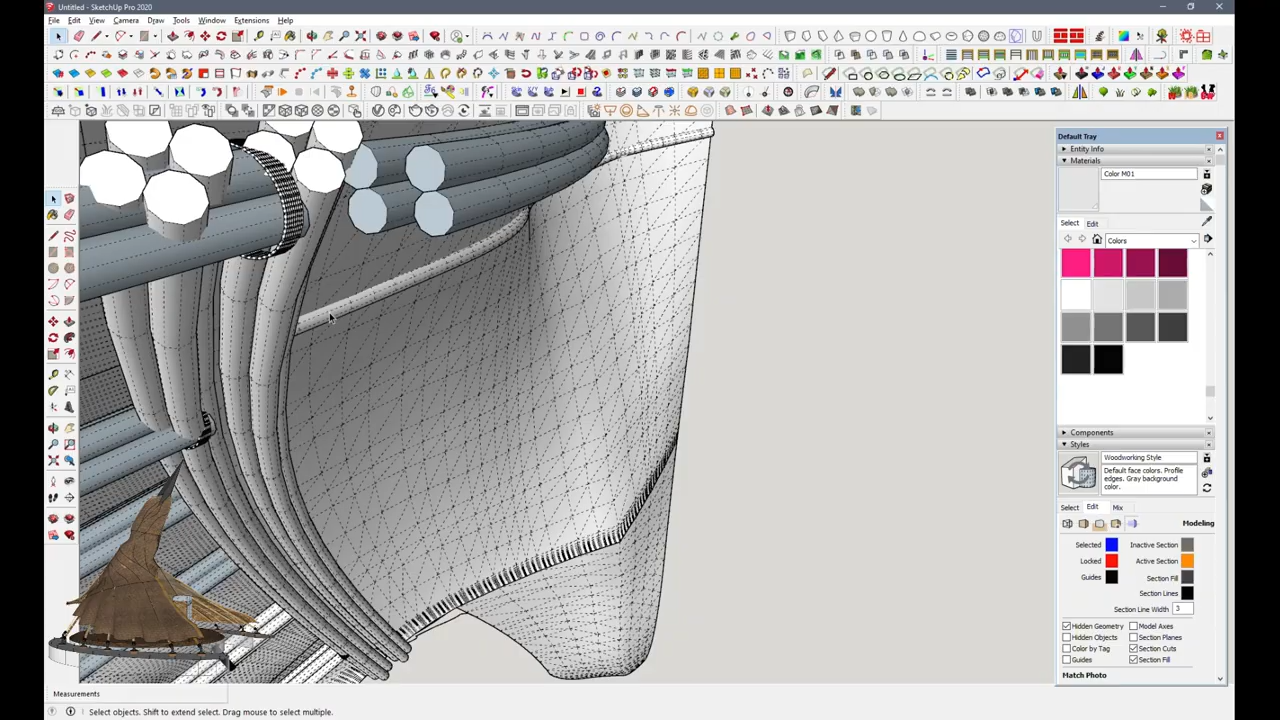 Untitled - SketchUp Pro 2020
File Edit View Camera Draw Tools Window Extensions Help
Default Tray
Entity Info
Materials
Color M01
Select Edit
Colors
Components
Styles
Woodworking Style
Default face colors. Profile
edges. Gray background
color.
Select Edit Mix
Modeling
Selected Inactive Section
Locked Active Section
Guides Section Fill
Section Lines
Section Line Width 3
Hidden Geometry Model Axes
Hidden Objects Section Planes
Color by Tag Section Cuts
Guides Section Fill
Match Photo
Measurements
Select objects. Shift to extend select. Drag mouse to select multiple.